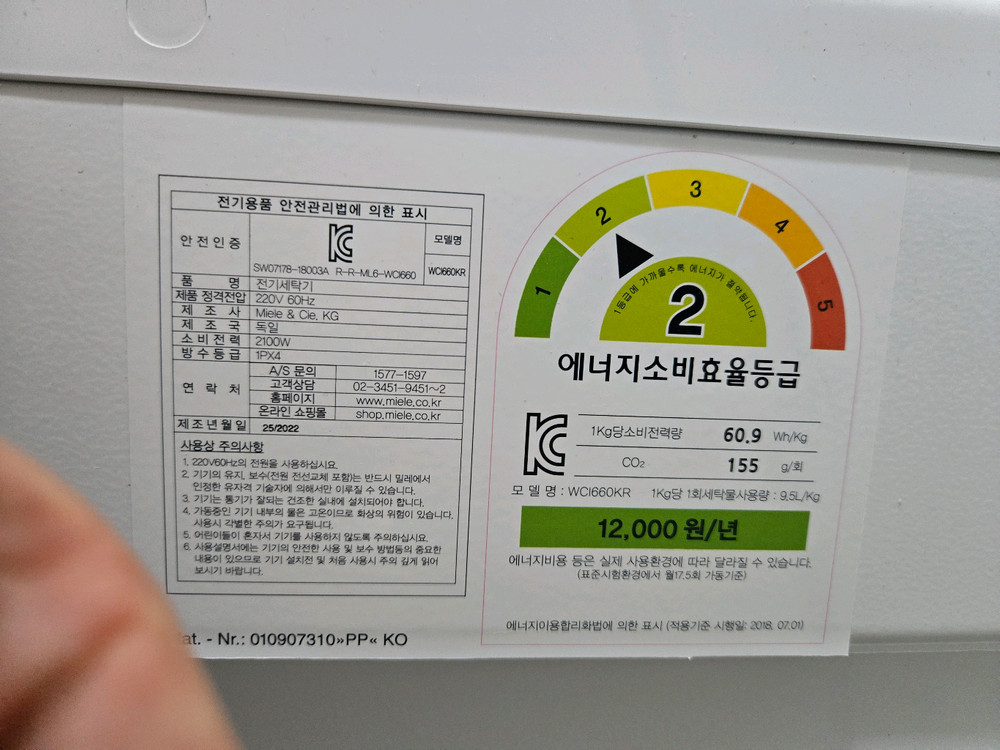 전기용품 안전관리법에 의한 표시
안전인증
모델명
SW07178-18003A R-R-ML6-WCI660
WCI660KR
품 명 전기세탁기
제품 정격전압 220V 60Hz
제 조 사 Miele & Cie, KG
제 조 국 독일
소비전력 2100W
방수등급 1PX4
연 락 처
A/S 문의 1577-1597
고객상담 02-3451-9451~2
홈페이지 www.miele.co.kr
온라인 쇼핑몰 shop.miele.co.kr
제조년월일 25/2022
사용상 주의사항
1. 220V60Hz의 전원을 사용하십시요.
2. 기기의 유지, 보수(전원 전선교체 포함)는 반드시 밀레에서
인정한 유자격 기술자에 의해서만 이루질 수 있습니다.
3. 기기는 통기가 잘되는 건조한 실내에 설치되어야 합니다.
4. 가동중인 기기 내부의 물은 고온이므로 화상의 위험이 있습니다.
사용시 각별한 주의가 요구됩니다.
5. 어린이들이 혼자서 기기를 사용하지 않도록 주의하십시요.
6. 사용설명서에는 기기의 안전한 사용 및 보수 방법등의 중요한
내용이 있으므로 기기 설치전 및 처음 사용시 주의 깊게 읽어
보시기 바랍니다.
at. - Nr.: 010907310»PP« KO
1
2
3
4
5
1등급에 가까울수록 에너지가 절약됩니다.
2
에너지소비효율등급
1Kg당소비전력량 60.9 Wh/Kg
CO₂ 155 g/회
모 델 명 : WCI660KR 1Kg당 1회세탁물사용량 : 9.5L/Kg
12,000 원/년
에너지비용 등은 실제 사용환경에 따라 달라질 수 있습니다.
(표준시험환경에서 월17.5회 가동기준)
에너지이용합리화법에 의한 표시 (적용기준 시행일: 2018. 07.01)